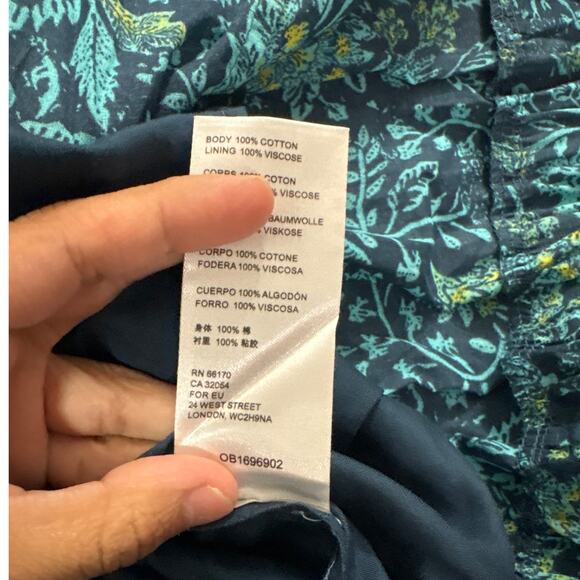 BODY 100% COTTON
LINING 100% VISCOSE
CORPS 100% COTON
% VISCOSE
BAUMWOLLE
VISKOSE
CORPO 100% COTONE
FODERA 100% VISCOSA
CUERPO 100% ALGODÓN
FORRO 100% VISCOSA
身体 100% 棉
衬里 100% 粘胶
RN 66170
CA 32054
FOR EU
24 WEST STREET
LONDON, WC2H9NA
OB1696902